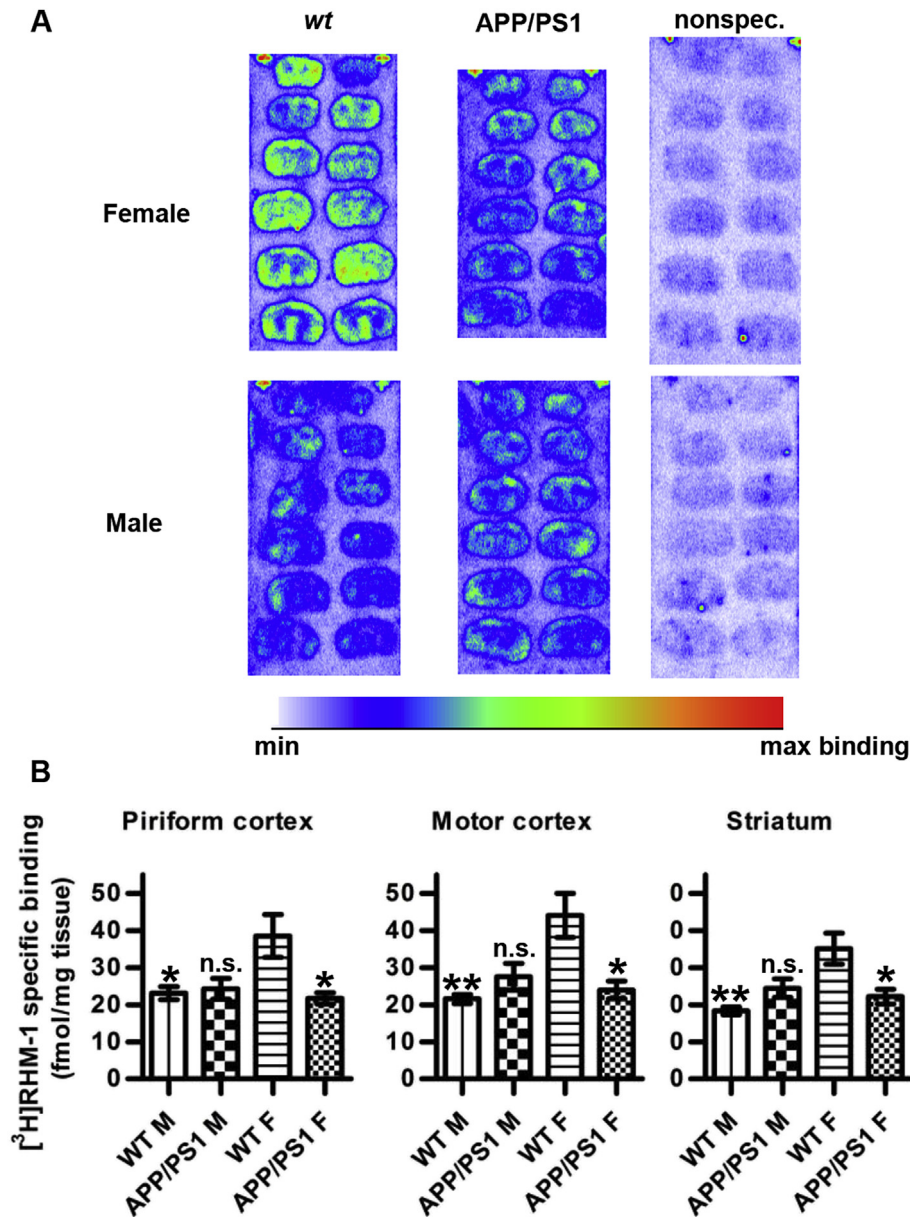 A
wt APP/PS1 nonspec.
Female
Male
min max binding
B
Piriform cortex Motor cortex Striatum
[³H]RHM-1 specific binding
(fmol/mg tissue)
50 50 0
40 40 0
30 30 0
20 20 0
10 10 0
0 0 0
* n.s. *
** n.s. *
** n.s. *
WT M APP/PS1 M WT F APP/PS1 F
WT M APP/PS1 M WT F APP/PS1 F
WT M APP/PS1 M WT F APP/PS1 F